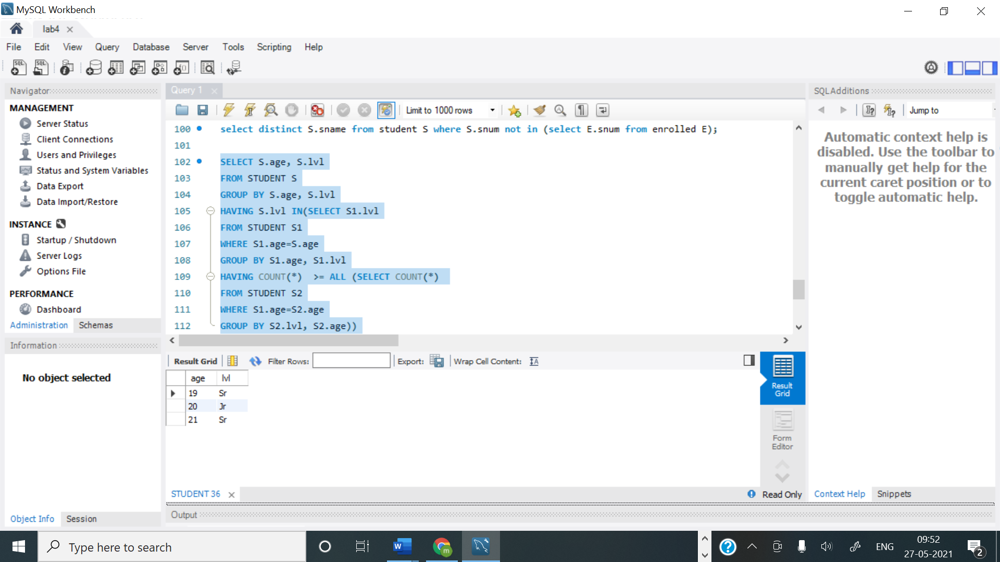 MySQL Workbench
lab4
File Edit View Query Database Server Tools Scripting Help
Navigator
MANAGEMENT
Server Status
Client Connections
Users and Privileges
Status and System Variables
Data Export
Data Import/Restore
INSTANCE
Startup / Shutdown
Server Logs
Options File
PERFORMANCE
Dashboard
Administration Schemas
Information
No object selected
Object Info Session
Query 1
Limit to 1000 rows
100 select distinct S.sname from student S where S.snum not in (select E.snum from enrolled E);
101
102 SELECT S.age, S.lvl
103 FROM STUDENT S
104 GROUP BY S.age, S.lvl
105 HAVING S.lvl IN(SELECT S1.lvl
106 FROM STUDENT S1
107 WHERE S1.age=S.age
108 GROUP BY S1.age, S1.lvl
109 HAVING COUNT(*)  >= ALL (SELECT COUNT(*)
110 FROM STUDENT S2
111 WHERE S1.age=S2.age
112 GROUP BY S2.lvl, S2.age))
Result Grid Filter Rows: Export: Wrap Cell Content:
age lvl
19 Sr
20 Jr
21 Sr
Result
Grid
Form
Editor
STUDENT 36
Read Only
Output
SQLAdditions
Jump to
Automatic context help is
disabled. Use the toolbar to
manually get help for the
current caret position or to
toggle automatic help.
Context Help Snippets
Type here to search
ENG
09:52
27-05-2021
2